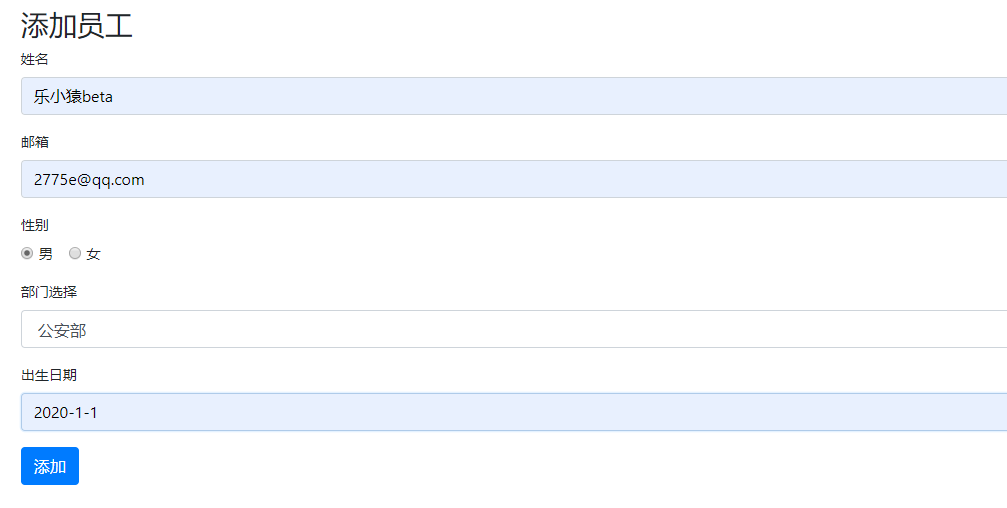 添加员工
姓名
乐小猿beta
邮箱
2775e@qq.com
性别
男 女
部门选择
公安部
出生日期
2020-1-1
添加